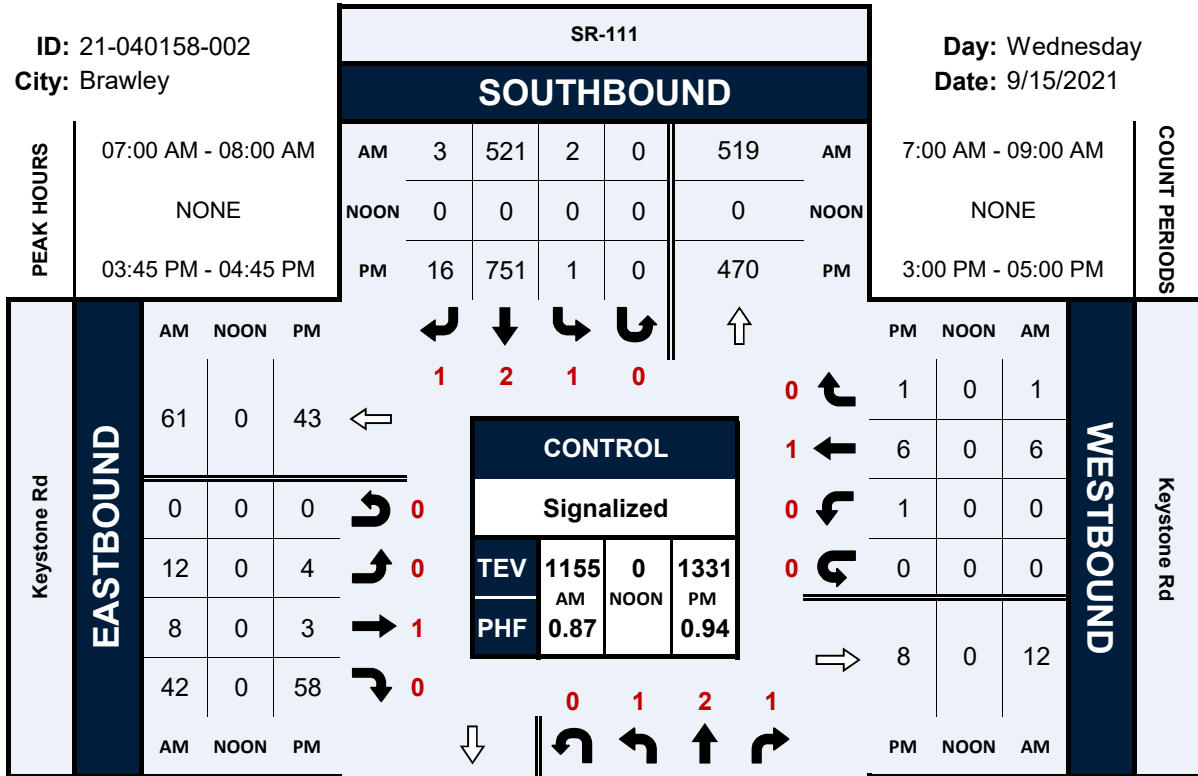 ID: 21-040158-002
City: Brawley
SR-111
SOUTHBOUND
Day: Wednesday
Date: 9/15/2021
PEAK HOURS
07:00 AM - 08:00 AM
NONE
03:45 PM - 04:45 PM
AM 3 521 2 0 519 AM
NOON 0 0 0 0 0 NOON
PM 16 751 1 0 470 PM
7:00 AM - 09:00 AM
NONE
3:00 PM - 05:00 PM
COUNT PERIODS
1 2 1 0
Keystone Rd
EASTBOUND
AM NOON PM
61 0 43
0 0 0 0
12 0 4 0
8 0 3 1
42 0 58 0
AM NOON PM
CONTROL
Signalized
TEV 1155 0 1331
AM NOON PM
PHF 0.87 0.94
PM NOON AM
0 1 0 1
1 6 0 6
0 1 0 0
0 0 0 0
8 0 12
PM NOON AM
WESTBOUND
Keystone Rd
0 1 2 1